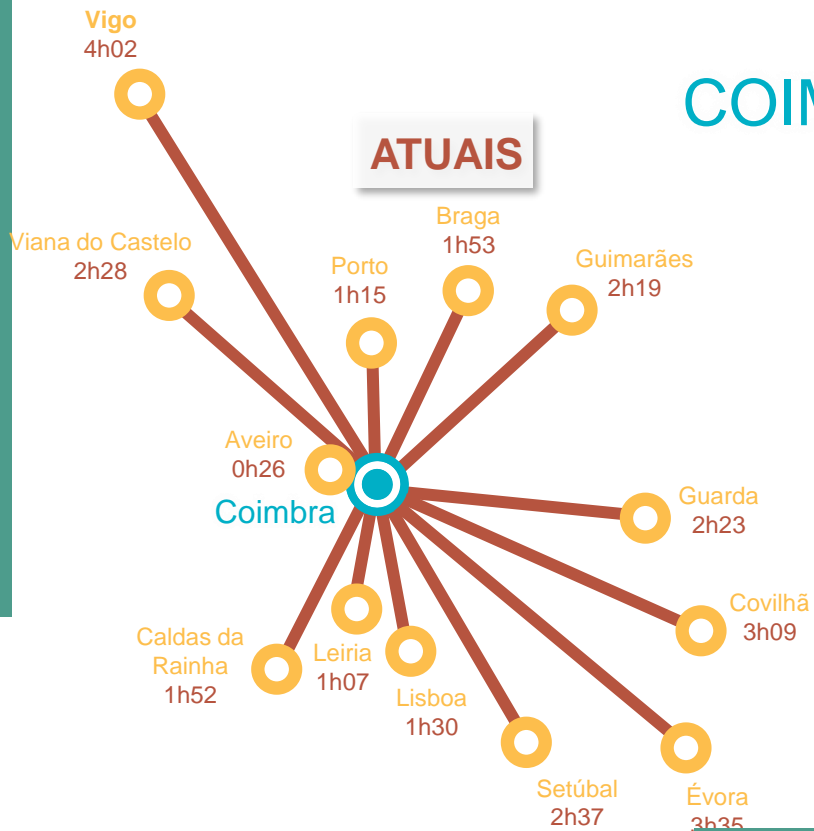 Vigo
4h02
COIM
ATUAIS
Braga
1h53
Viana do Castelo
2h28
Porto
1h15
Guimarães
2h19
Aveiro
0h26
Coimbra
Guarda
2h23
Covilhã
3h09
Caldas da
Rainha
1h52
Leiria
1h07
Lisboa
1h30
Setúbal
2h37
Évora
3h35